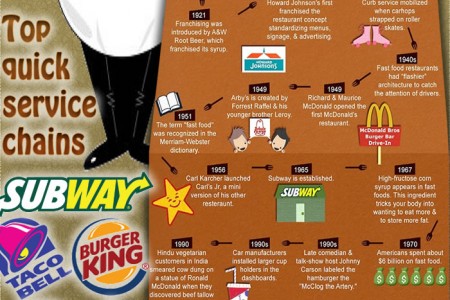 Top
quick
service
chains
SUBWAY
TACO
BELL
BURGER
KING
1921
Franchising was
introduced by A&W
Root Beer, which
franchised its syrup.
Howard Johnson's first
franchised the
restaurant concept
standardizing menus,
signage, & advertising.
HOWARD
JOHNSON'S
Curb service mobilized
when carhops
strapped on roller
skates.
1940s
Fast food restaurants
had "flashier"
architecture to catch
the attention of drivers.
1949
Richard & Maurice
McDonald opened the
first McDonald's
restaurant.
McDonald Bros
Burger Bar
Drive-In
1949
Arby's is created by
Forrest Raffel & his
younger brother Leroy.
1951
The term "fast food"
was recognized in the
Merriam-Webster
dictionary.
1956
Carl Karcher launched
Carl's Jr, a mini
version of his other
resteraunt.
1965
Subway is established.
SUBWAY
1967
High-fructose corn
syrup appears in fast
foods. This ingredient
tricks your body into
wanting to eat more &
to store more fat.
1970
Americans spent about
$6 billion on fast food.
1990s
Late comedian &
talk-show host Johnny
Carson labeled the
hamburger the
"McClog the Artery."
1990s
Car manufacturers
installed larger cup
holders in the
dashboards.
1990
Hindu vegetarian
customers in India
smeared cow dung on
a statue of Ronald
McDonald when they
discovered beef tallow